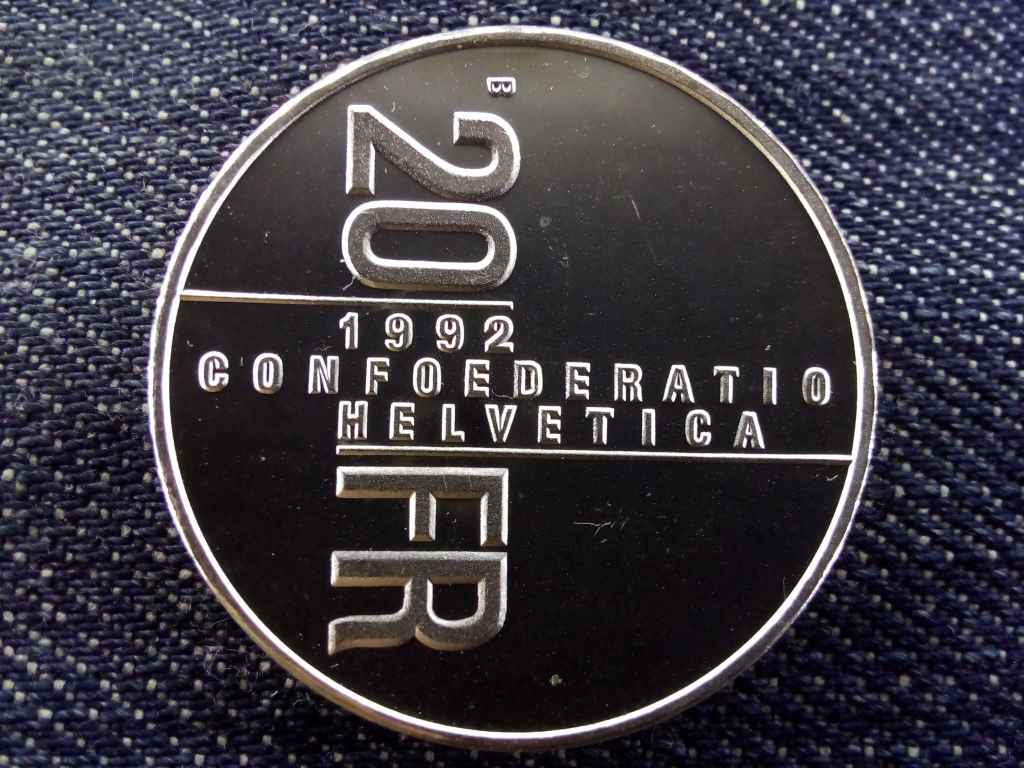 B
20
1992
CONFOEDERATIO
HELVETICA
FR